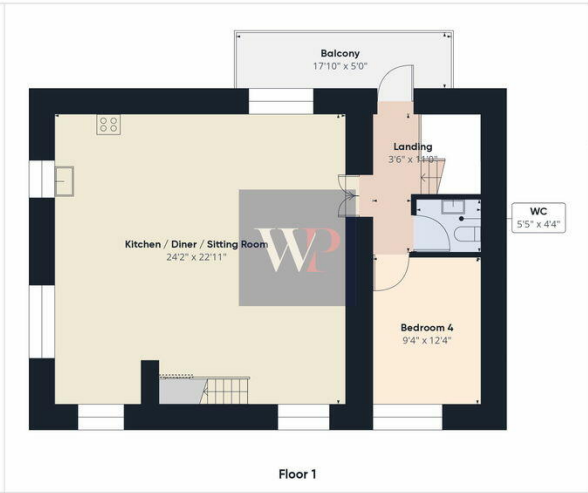 Balcony
17'10" x 5'0"
Landing
3'6" x 11'0"
WC
5'5" x 4'4"
Kitchen / Diner / Sitting Room
24'2" x 22'11"
WP
Bedroom 4
9'4" x 12'4"
Floor 1